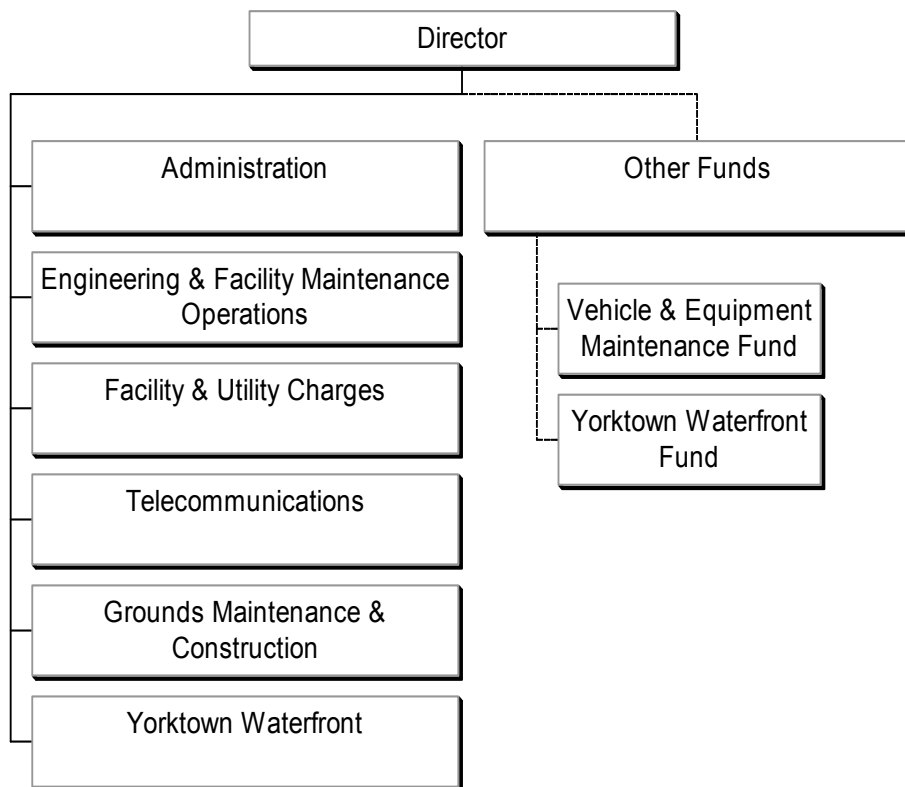 Director
Administration
Engineering & Facility Maintenance
Operations
Facility & Utility Charges
Telecommunications
Grounds Maintenance &
Construction
Yorktown Waterfront
Other Funds
Vehicle & Equipment
Maintenance Fund
Yorktown Waterfront
Fund